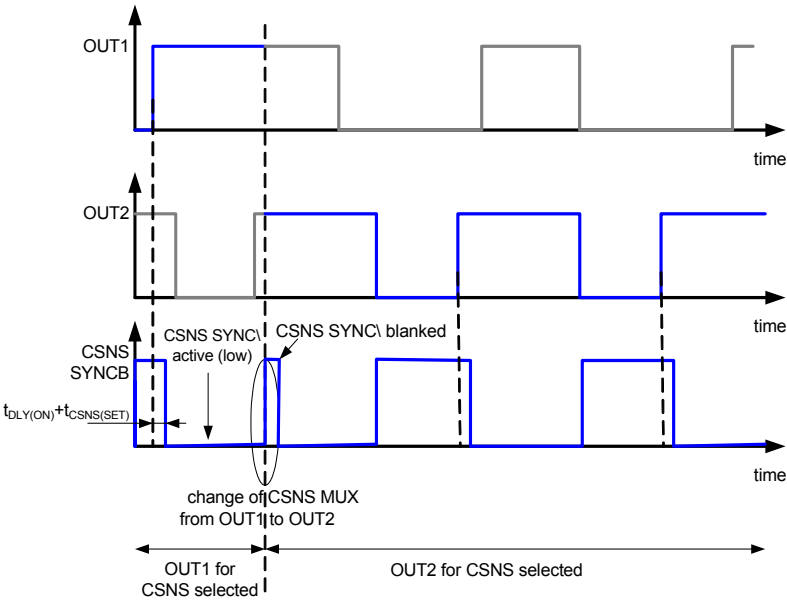 OUT1
time
OUT2
time
CSNS SYNC\
active (low)
CSNS SYNC\ blanked
CSNS
SYNCB
tDLY(ON)+tCSNS(SET)
time
change of CSNS MUX
from OUT1 to OUT2
OUT1 for
CSNS selected
OUT2 for CSNS selected